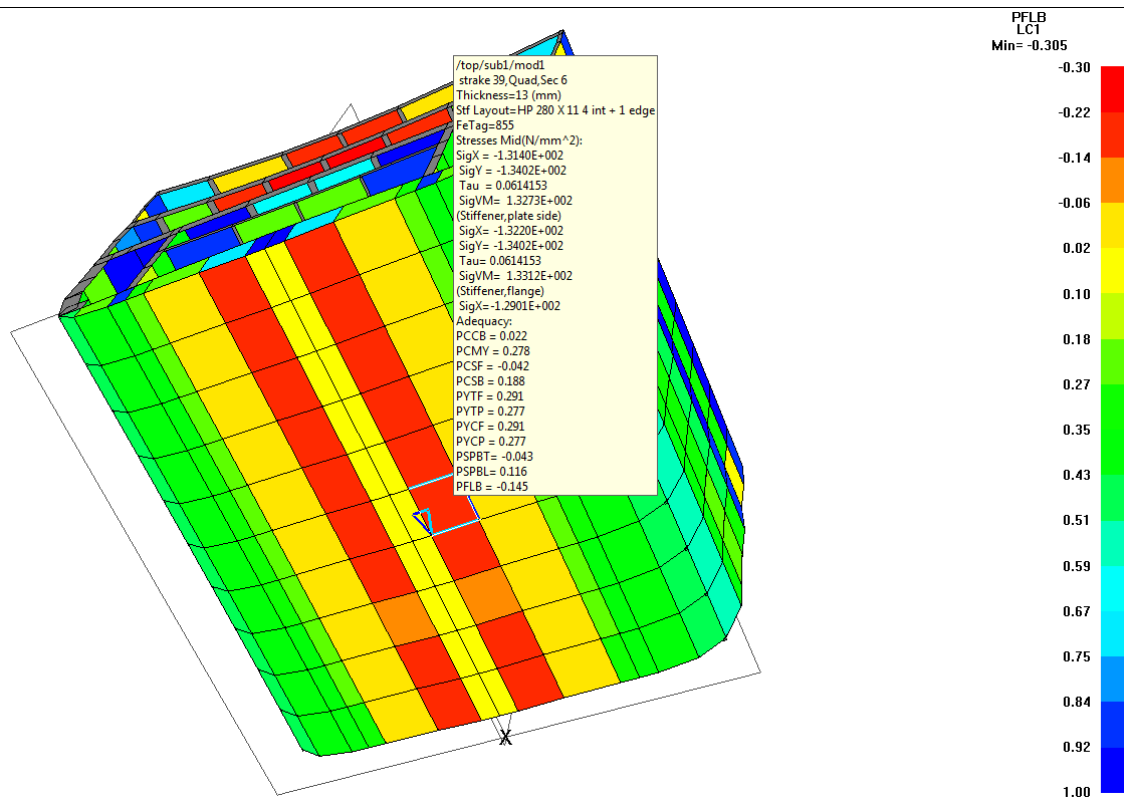 PFLB
LC1
Min= -0.305
/top/sub1/mod1
strake 39,Quad,Sec 6
Thickness=13 (mm)
Stf Layout=HP 280 X 11 4 int + 1 edge
FeTag=855
Stresses Mid(N/mm^2):
SigX = -1.3140E+002
SigY = -1.3402E+002
Tau = 0.0614153
SigVM= 1.3273E+002
(Stiffener,plate side)
SigX= -1.3220E+002
SigY= -1.3402E+002
Tau= 0.0614153
SigVM= 1.3312E+002
(Stiffener,flange)
SigX=-1.2901E+002
Adequacy:
PCCB = 0.022
PCMY = 0.278
PCSF = -0.042
PCSB = 0.188
PYTF = 0.291
PYTP = 0.277
PYCF = 0.291
PYCP = 0.277
PSPBT= -0.043
PSPBL= 0.116
PFLB = -0.145
-0.30
-0.22
-0.14
-0.06
0.02
0.10
0.18
0.27
0.35
0.43
0.51
0.59
0.67
0.75
0.84
0.92
1.00
X